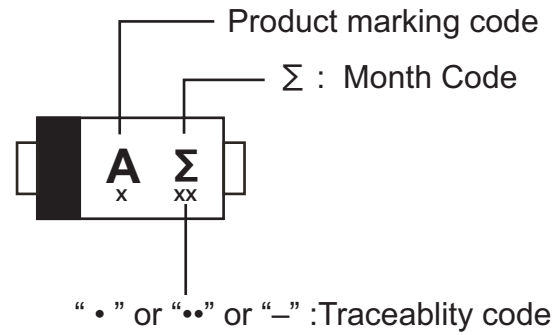 Product marking code
Σ : Month Code
A Σ
x xx
“ • ” or “••” or “–” :Traceablity code